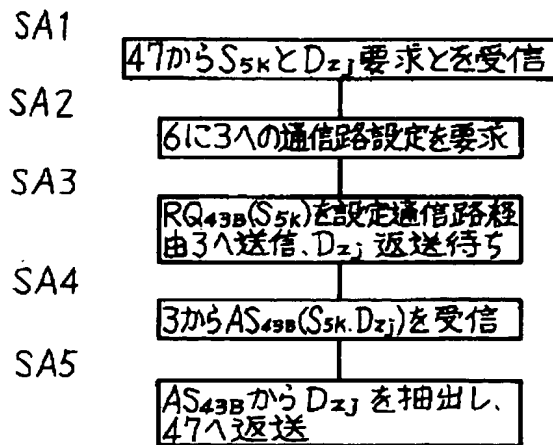 SA1
47からS5KとDzj要求とを受信
SA2
6に3への通信路設定を要求
SA3
RQ43B(S5K)を設定通信路経
由3へ送信、Dzj返送待ち
SA4
3からAS43B(S5K.Dzj)を受信
SA5
AS43BからDzjを抽出し、
47へ返送